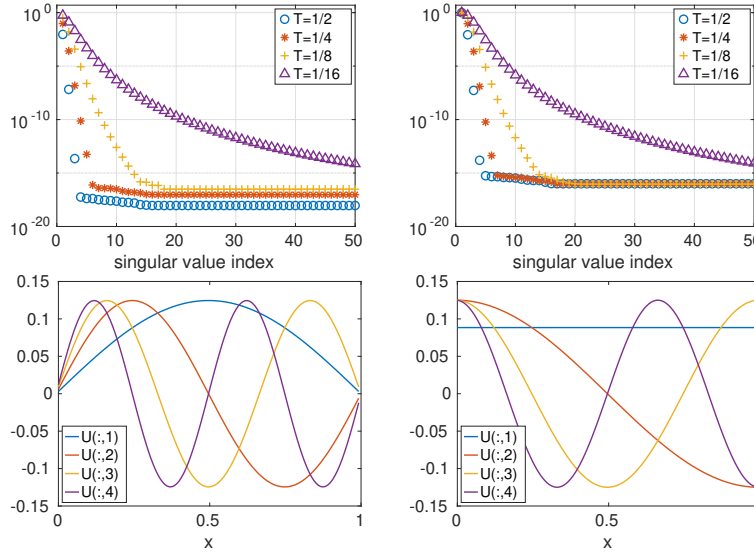 10^0
10^-10
10^-20
T=1/2
T=1/4
T=1/8
T=1/16
0 10 20 30 40 50
singular value index
10^0
10^-10
10^-20
T=1/2
T=1/4
T=1/8
T=1/16
0 10 20 30 40 50
singular value index
0.15
0.1
0.05
0
-0.05
-0.1
-0.15
U(:,1)
U(:,2)
U(:,3)
U(:,4)
0 0.5 1
x
0.15
0.1
0.05
0
-0.05
-0.1
-0.15
U(:,1)
U(:,2)
U(:,3)
U(:,4)
0 0.5
x